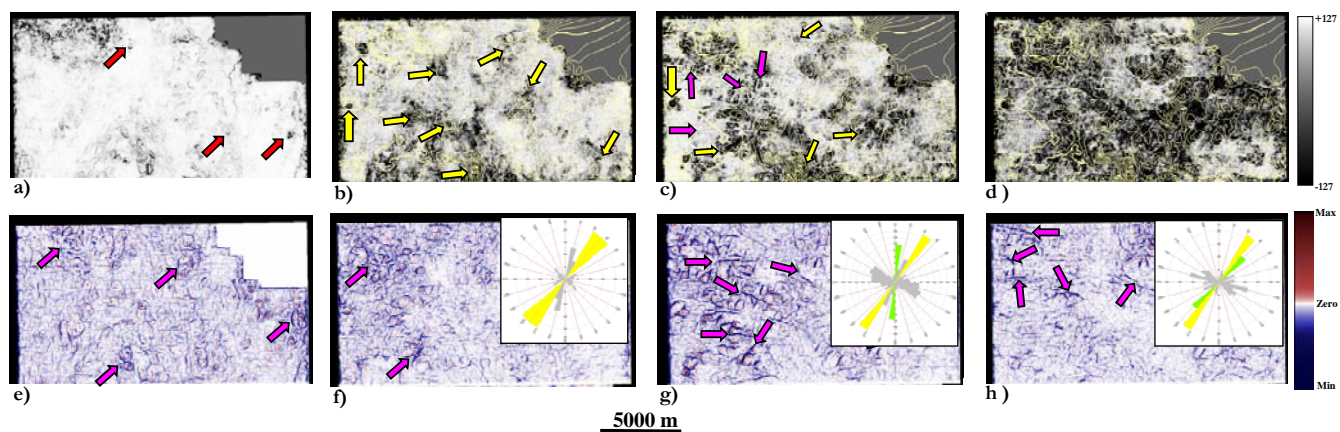 +127
-127
a)
b)
c)
d)
Max
Zero
Min
e)
f)
g)
h)
5000 m